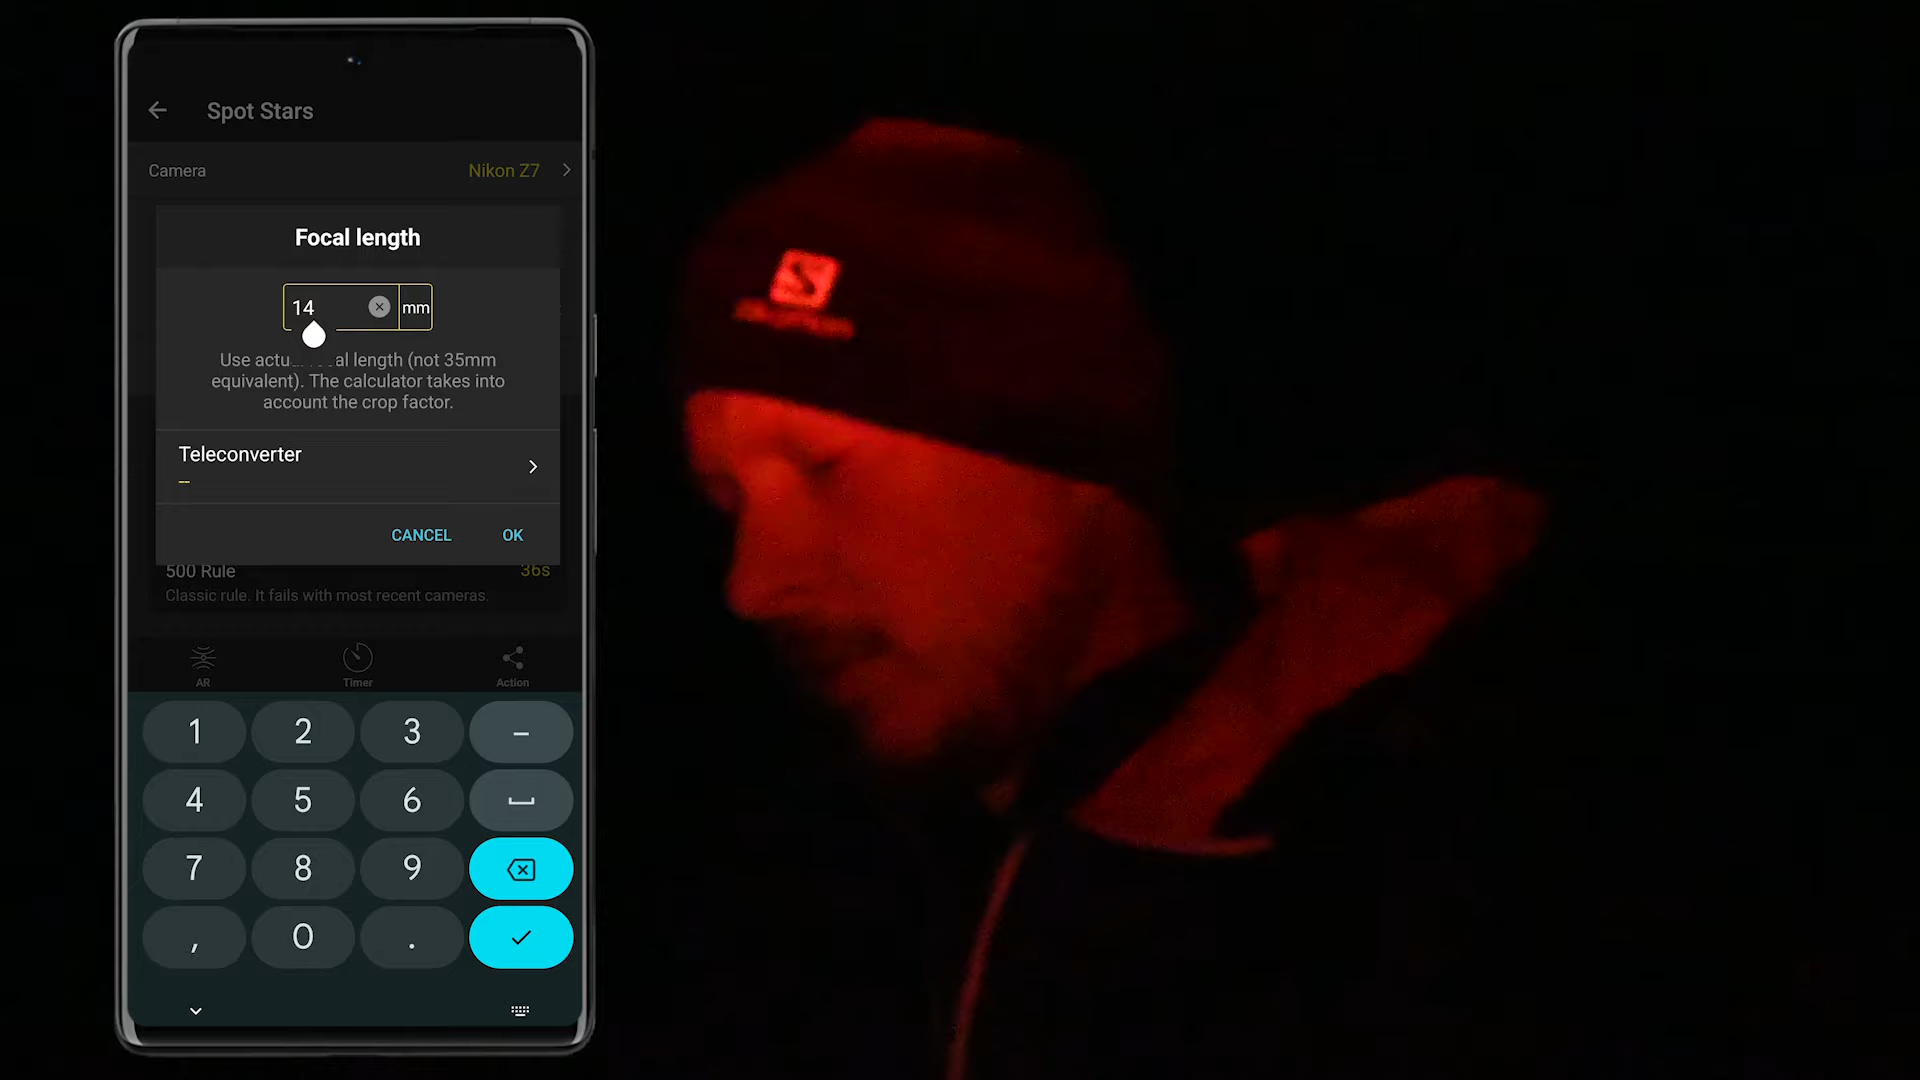 Spot Stars
Camera Nikon Z7
Focal length
14 mm
Use actu al length (not 35mm
equivalent). The calculator takes into
account the crop factor.
Teleconverter
--
CANCEL OK
500 Rule 36s
Classic rule. It fails with most recent cameras.
AR Timer Action
1 2 3 -
4 5 6
7 8 9
, 0 .